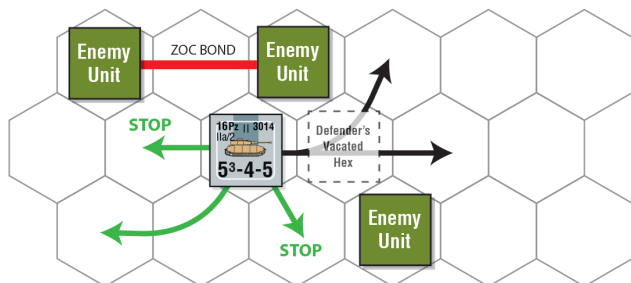 Enemy
Unit
ZOC BOND
Enemy
Unit
STOP
16Pz II 3014
IIa/2
5³-4-5
Defender's
Vacated
Hex
Enemy
Unit
STOP